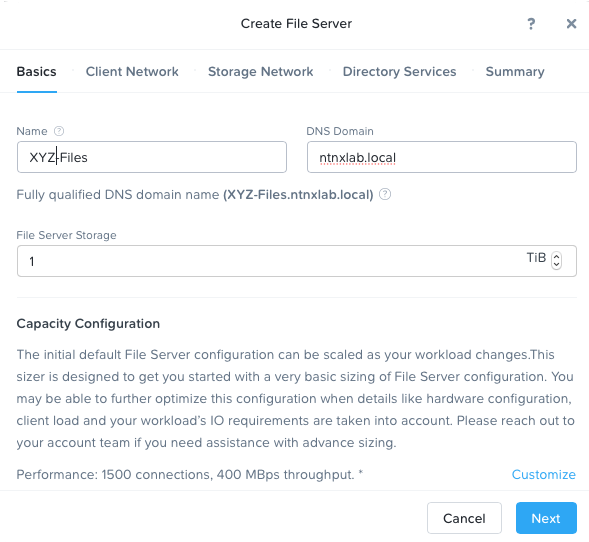 Create File Server
? ×
Basics Client Network Storage Network Directory Services Summary
Name ?
DNS Domain
XYZ-Files
ntnxlab.local
Fully qualified DNS domain name (XYZ-Files.ntnxlab.local) ?
File Server Storage
1 TiB
Capacity Configuration
The initial default File Server configuration can be scaled as your workload changes.This
sizer is designed to get you started with a very basic sizing of File Server configuration. You
may be able to further optimize this configuration when details like hardware configuration,
client load and your workload's IO requirements are taken into account. Please reach out to
your account team if you need assistance with advance sizing.
Performance: 1500 connections, 400 MBps throughput. * Customize
Cancel Next